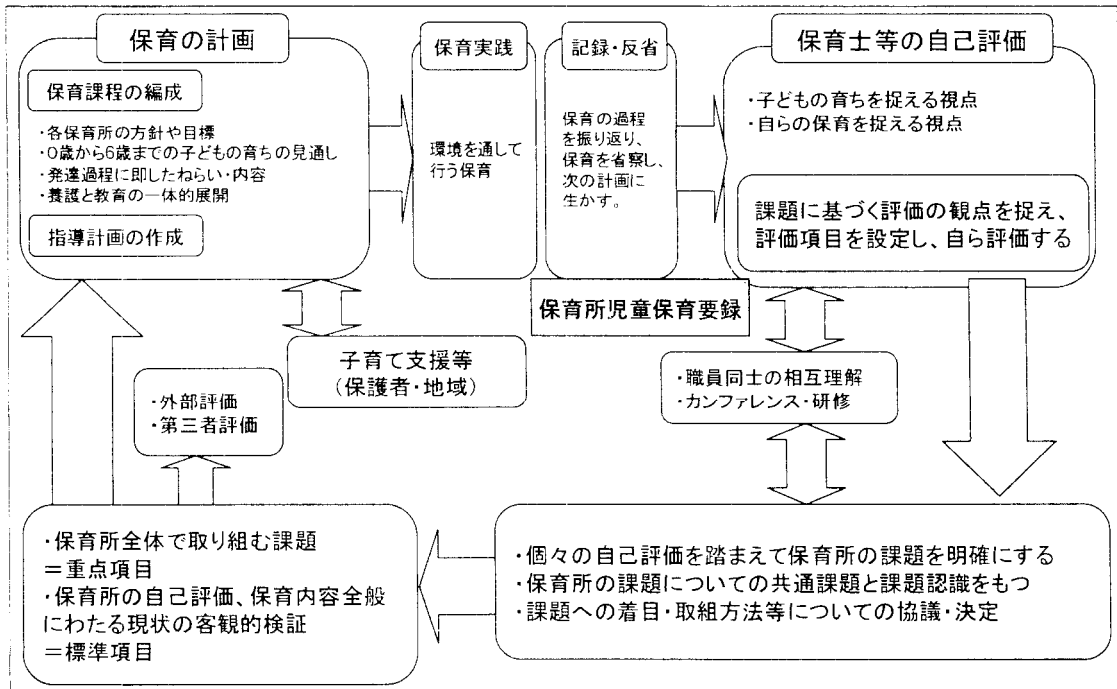 保育の計画
保育課程の編成
・各保育所の方針や目標
・0歳から6歳までの子どもの育ちの見通し
・発達過程に即したねらい・内容
・養護と教育の一体的展開
指導計画の作成
保育実践
環境を通して
行う保育
記録・反省
保育の過程
を振り返り、
保育を省察し、
次の計画に
生かす。
保育士等の自己評価
・子どもの育ちを捉える視点
・自らの保育を捉える視点
課題に基づく評価の観点を捉え、
評価項目を設定し、自ら評価する
保育所児童保育要録
子育て支援等
(保護者・地域)
・職員同士の相互理解
・カンファレンス・研修
・外部評価
・第三者評価
・保育所全体で取り組む課題
＝重点項目
・保育所の自己評価、保育内容全般
にわたる現状の客観的検証
＝標準項目
・個々の自己評価を踏まえて保育所の課題を明確にする
・保育所の課題についての共通課題と課題認識をもつ
・課題への着目・取組方法等についての協議・決定